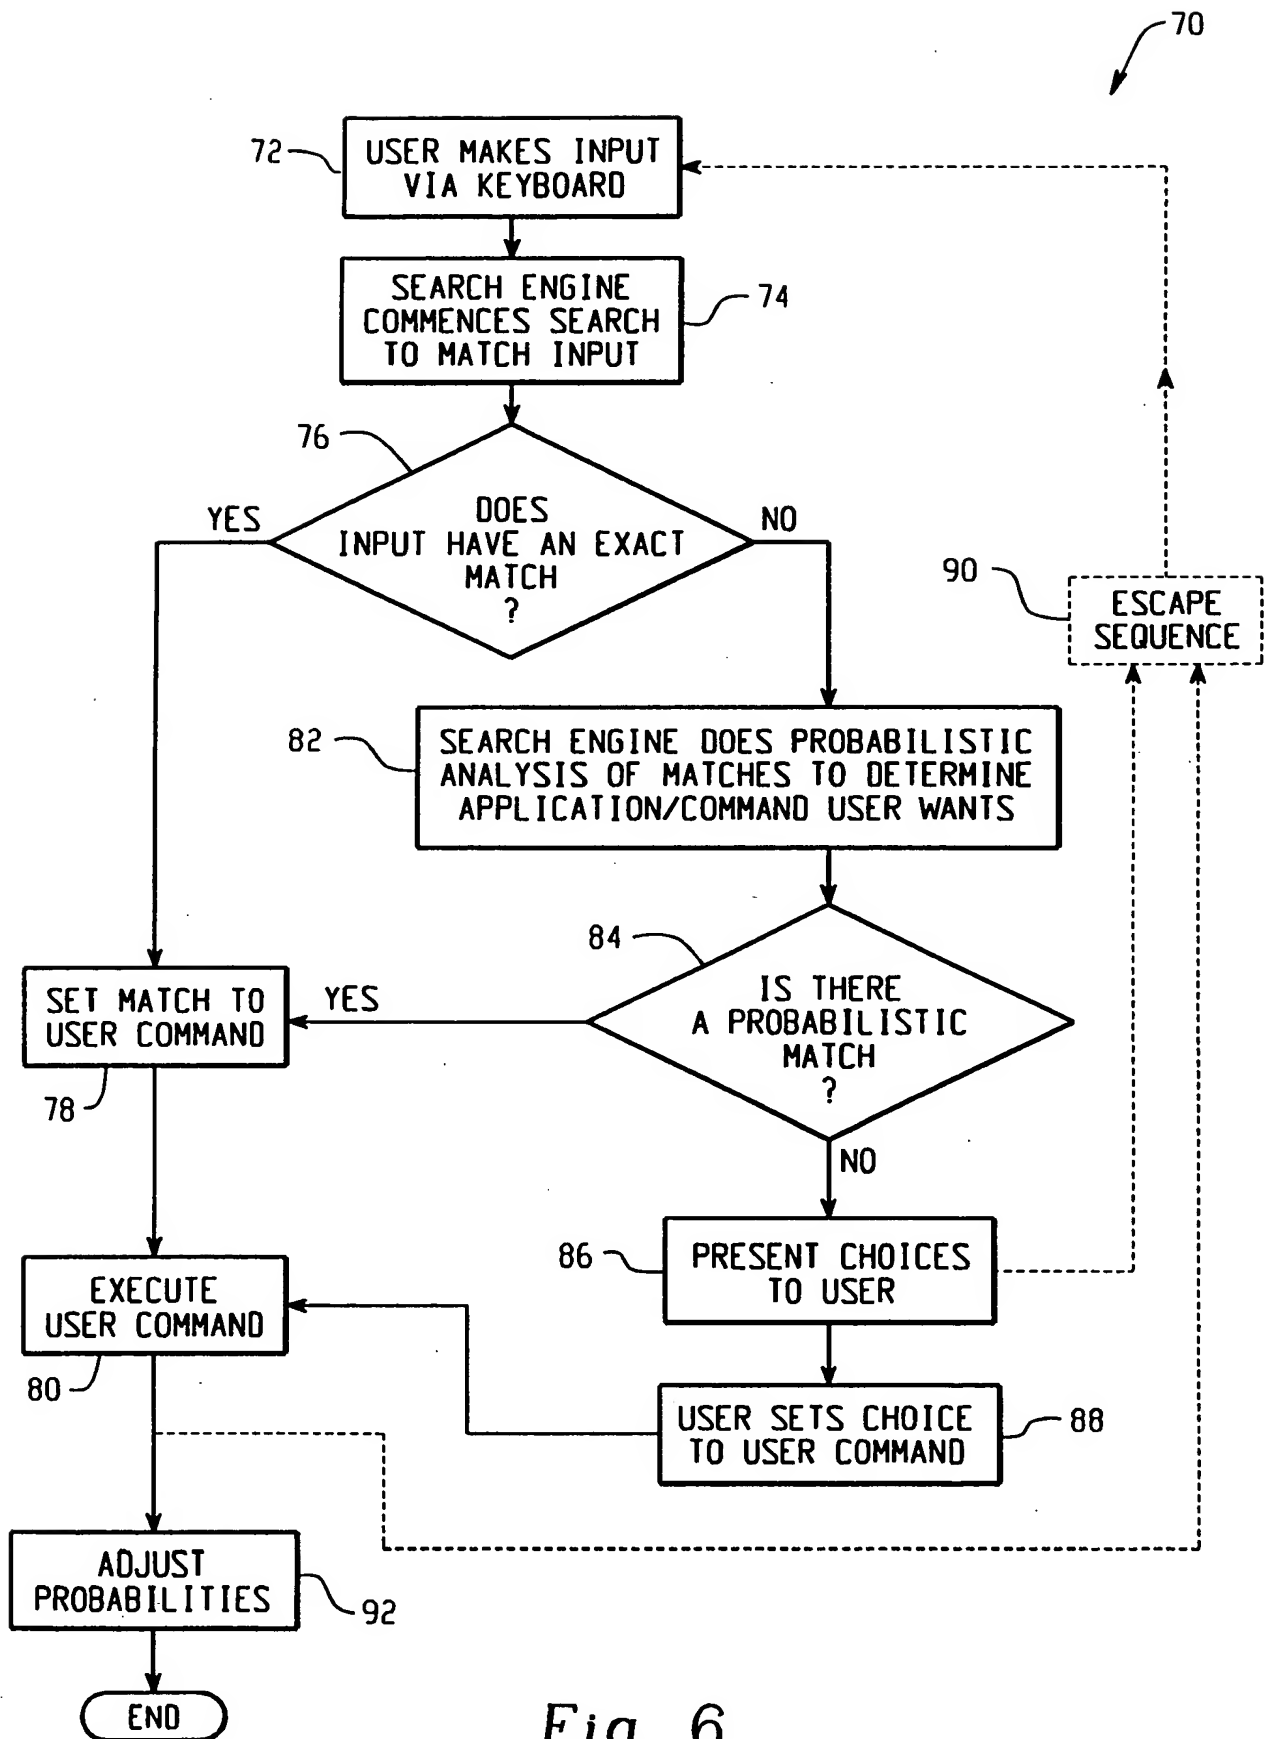 70
72
USER MAKES INPUT
VIA KEYBOARD
SEARCH ENGINE
COMMENCES SEARCH
TO MATCH INPUT
74
76
DOES
INPUT HAVE AN EXACT
MATCH
?
YES
NO
90
ESCAPE
SEQUENCE
82
SEARCH ENGINE DOES PROBABILISTIC
ANALYSIS OF MATCHES TO DETERMINE
APPLICATION/COMMAND USER WANTS
84
IS THERE
A PROBABILISTIC
MATCH
?
YES
NO
SET MATCH TO
USER COMMAND
78
86
PRESENT CHOICES
TO USER
EXECUTE
USER COMMAND
80
USER SETS CHOICE
TO USER COMMAND
88
ADJUST
PROBABILITIES
92
END
Fig. 6